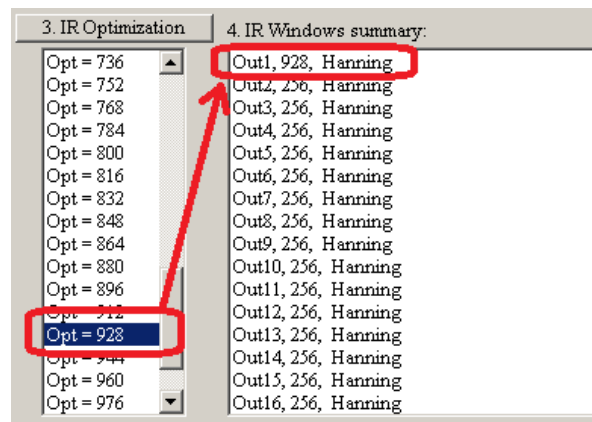 3. IR Optimization
Opt = 736
Opt = 752
Opt = 768
Opt = 784
Opt = 800
Opt = 816
Opt = 832
Opt = 848
Opt = 864
Opt = 880
Opt = 896
Opt = 912
Opt = 928
Opt = 944
Opt = 960
Opt = 976
4. IR Windows summary:
Out1, 928, Hanning
Out2, 256, Hanning
Out3, 256, Hanning
Out4, 256, Hanning
Out5, 256, Hanning
Out6, 256, Hanning
Out7, 256, Hanning
Out8, 256, Hanning
Out9, 256, Hanning
Out10, 256, Hanning
Out11, 256, Hanning
Out12, 256, Hanning
Out13, 256, Hanning
Out14, 256, Hanning
Out15, 256, Hanning
Out16, 256, Hanning